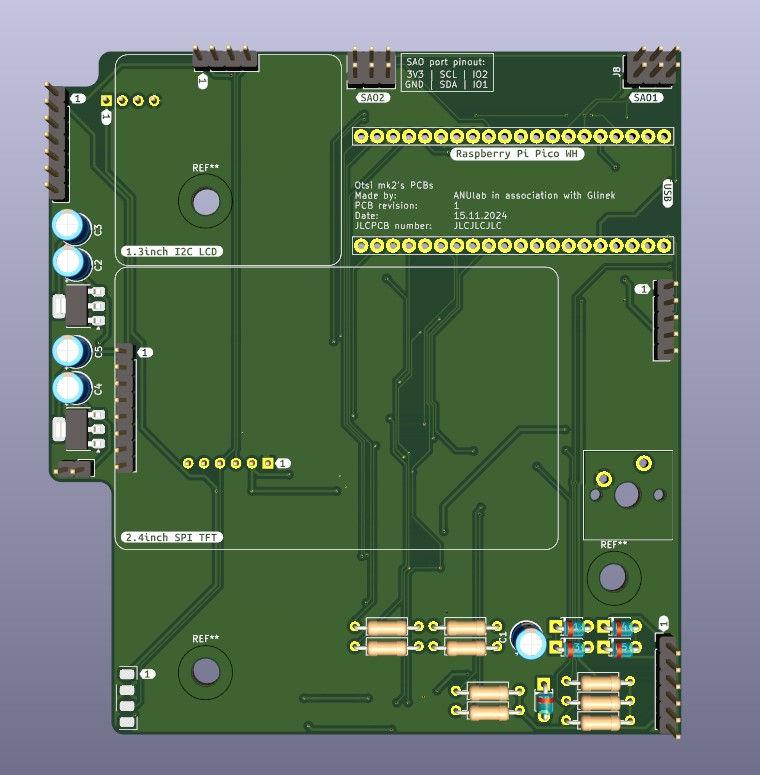 SAO port pinout:
3V3 | SCL | IO2
GND | SDA | IO1
J8
SAO2
SAO1
1
1
1
Raspberry Pi Pico WH
REF**
Otsi mk2's PCBs
Made by: ANUlab in association with Glinek
PCB revision: 1
Date: 15.11.2024
JLCPCB number: JLCJLCJLC
USB
C3
1.3inch I2C LCD
C2
1
C5
1
C4
1
2.4inch SPI TFT
REF**
C1
1
REF**
1